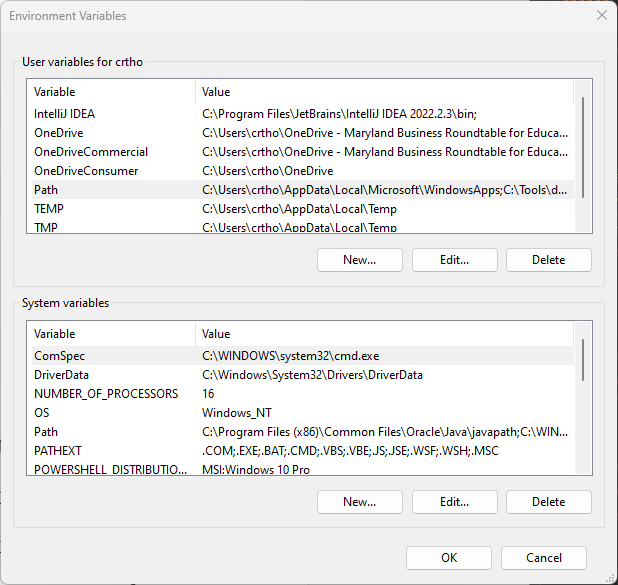 Environment Variables
User variables for crtho
Variable Value
IntelliJ IDEA C:\Program Files\JetBrains\IntelliJ IDEA 2022.2.3\bin;
OneDrive C:\Users\crtho\OneDrive - Maryland Business Roundtable for Educa...
OneDriveCommercial C:\Users\crtho\OneDrive - Maryland Business Roundtable for Educa...
OneDriveConsumer C:\Users\crtho\OneDrive
Path C:\Users\crtho\AppData\Local\Microsoft\WindowsApps;C:\Tools\d...
TEMP C:\Users\crtho\AppData\Local\Temp
TMP C:\Users\crtho\AppData\Local\Temp
New... Edit... Delete
System variables
Variable Value
ComSpec C:\WINDOWS\system32\cmd.exe
DriverData C:\Windows\System32\Drivers\DriverData
NUMBER_OF_PROCESSORS 16
OS Windows_NT
Path C:\Program Files (x86)\Common Files\Oracle\Java\javapath;C:\WIN...
PATHEXT .COM;.EXE;.BAT;.CMD;.VBS;.VBE;.JS;.JSE;.WSF;.WSH;.MSC
POWERSHELL_DISTRIBUTIO... MSI:Windows 10 Pro
New... Edit... Delete
OK Cancel